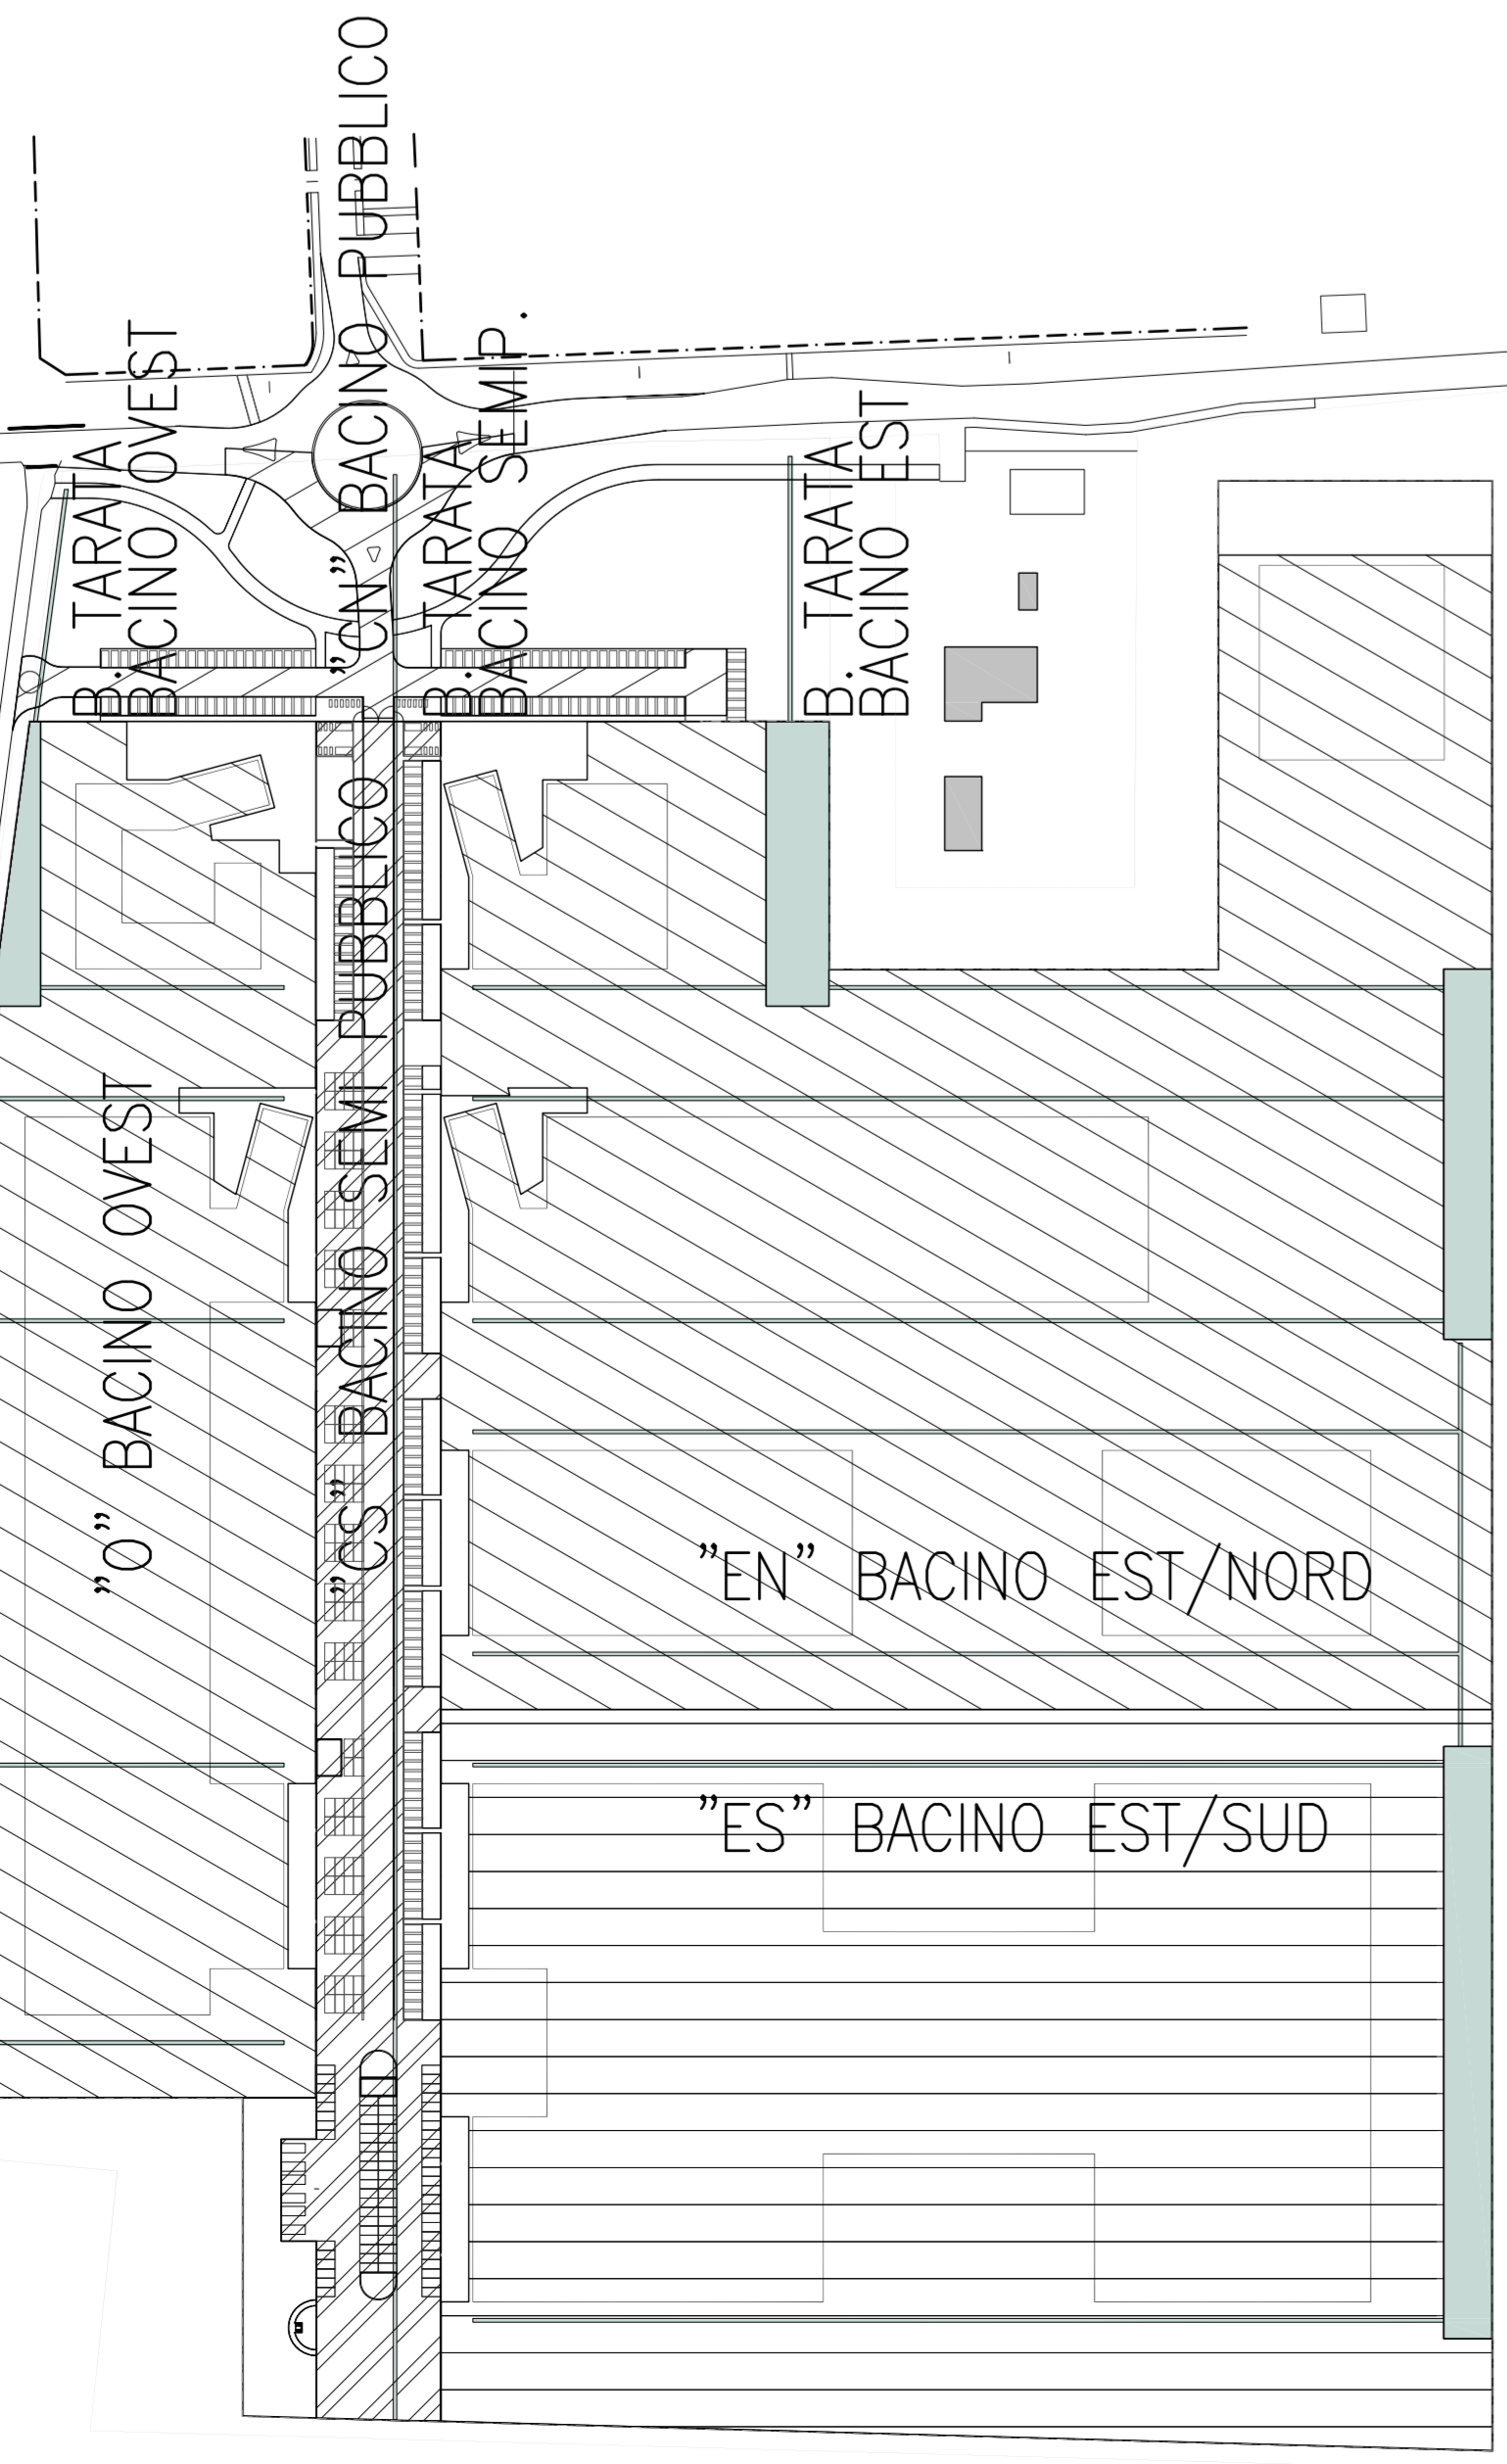 "CN" BACINO PUBBLICO
B. TARATA
BACINO OVEST
B. TARATA
BACINO SEMIP.
B. TARATA
BACINO EST
"O" BACINO OVEST
"CS" BACINO SEMI PUBBLICO
"EN" BACINO EST/NORD
"ES" BACINO EST/SUD